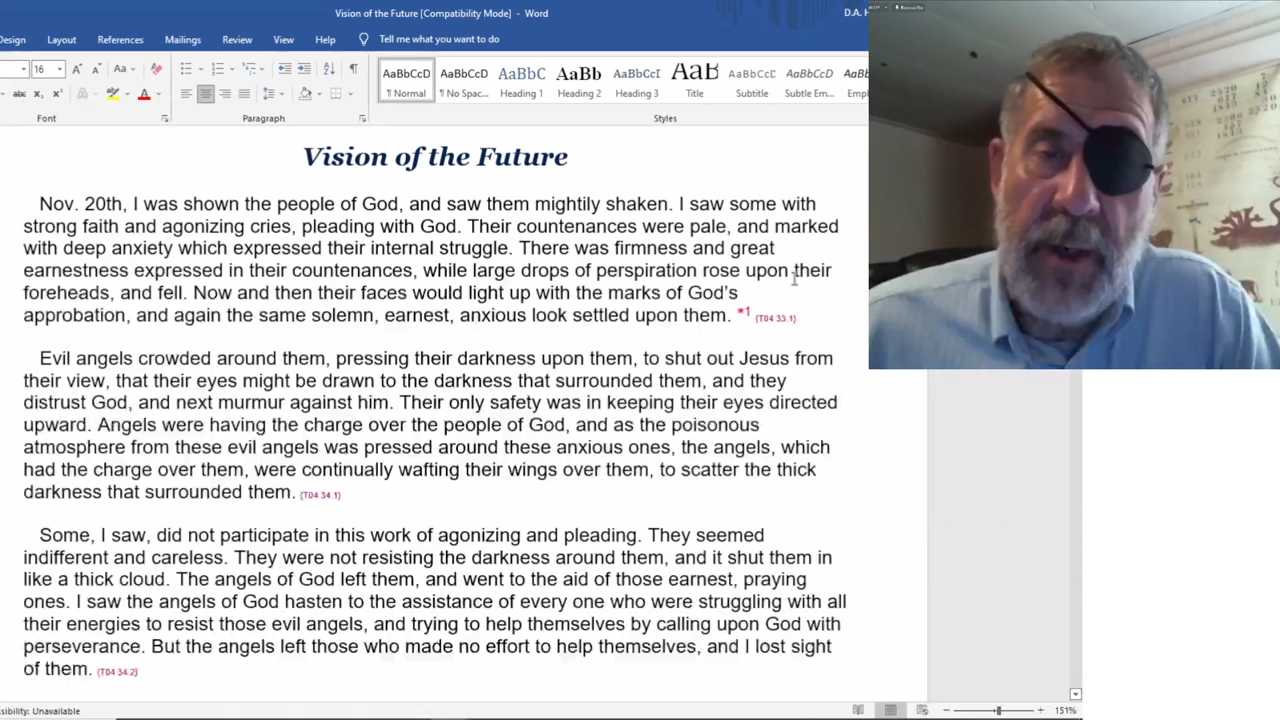 Vision of the Future [Compatibility Mode] - Word
D.A. H
Design Layout References Mailings Review View Help Tell me what you want to do
16 Aa
abc x₂ x² A A
AaBbCcD AaBbCcD AaBbC AaBb AaBbCcI AaB AaBbCcD AaBbCcD AaBb
¶ Normal ¶ No Spac... Heading 1 Heading 2 Heading 3 Title Subtitle Subtle Em... Emph
Font Paragraph Styles
Vision of the Future
Nov. 20th, I was shown the people of God, and saw them mightily shaken. I saw some with
strong faith and agonizing cries, pleading with God. Their countenances were pale, and marked
with deep anxiety which expressed their internal struggle. There was firmness and great
earnestness expressed in their countenances, while large drops of perspiration rose upon their
foreheads, and fell. Now and then their faces would light up with the marks of God’s
approbation, and again the same solemn, earnest, anxious look settled upon them. *1 {T04 33.1}
Evil angels crowded around them, pressing their darkness upon them, to shut out Jesus from
their view, that their eyes might be drawn to the darkness that surrounded them, and they
distrust God, and next murmur against him. Their only safety was in keeping their eyes directed
upward. Angels were having the charge over the people of God, and as the poisonous
atmosphere from these evil angels was pressed around these anxious ones, the angels, which
had the charge over them, were continually wafting their wings over them, to scatter the thick
darkness that surrounded them. {T04 34.1}
Some, I saw, did not participate in this work of agonizing and pleading. They seemed
indifferent and careless. They were not resisting the darkness around them, and it shut them in
like a thick cloud. The angels of God left them, and went to the aid of those earnest, praying
ones. I saw the angels of God hasten to the assistance of every one who were struggling with all
their energies to resist those evil angels, and trying to help themselves by calling upon God with
perseverance. But the angels left those who made no effort to help themselves, and I lost sight
of them. {T04 34.2}
ssibility: Unavailable
151%
677 2520
1815